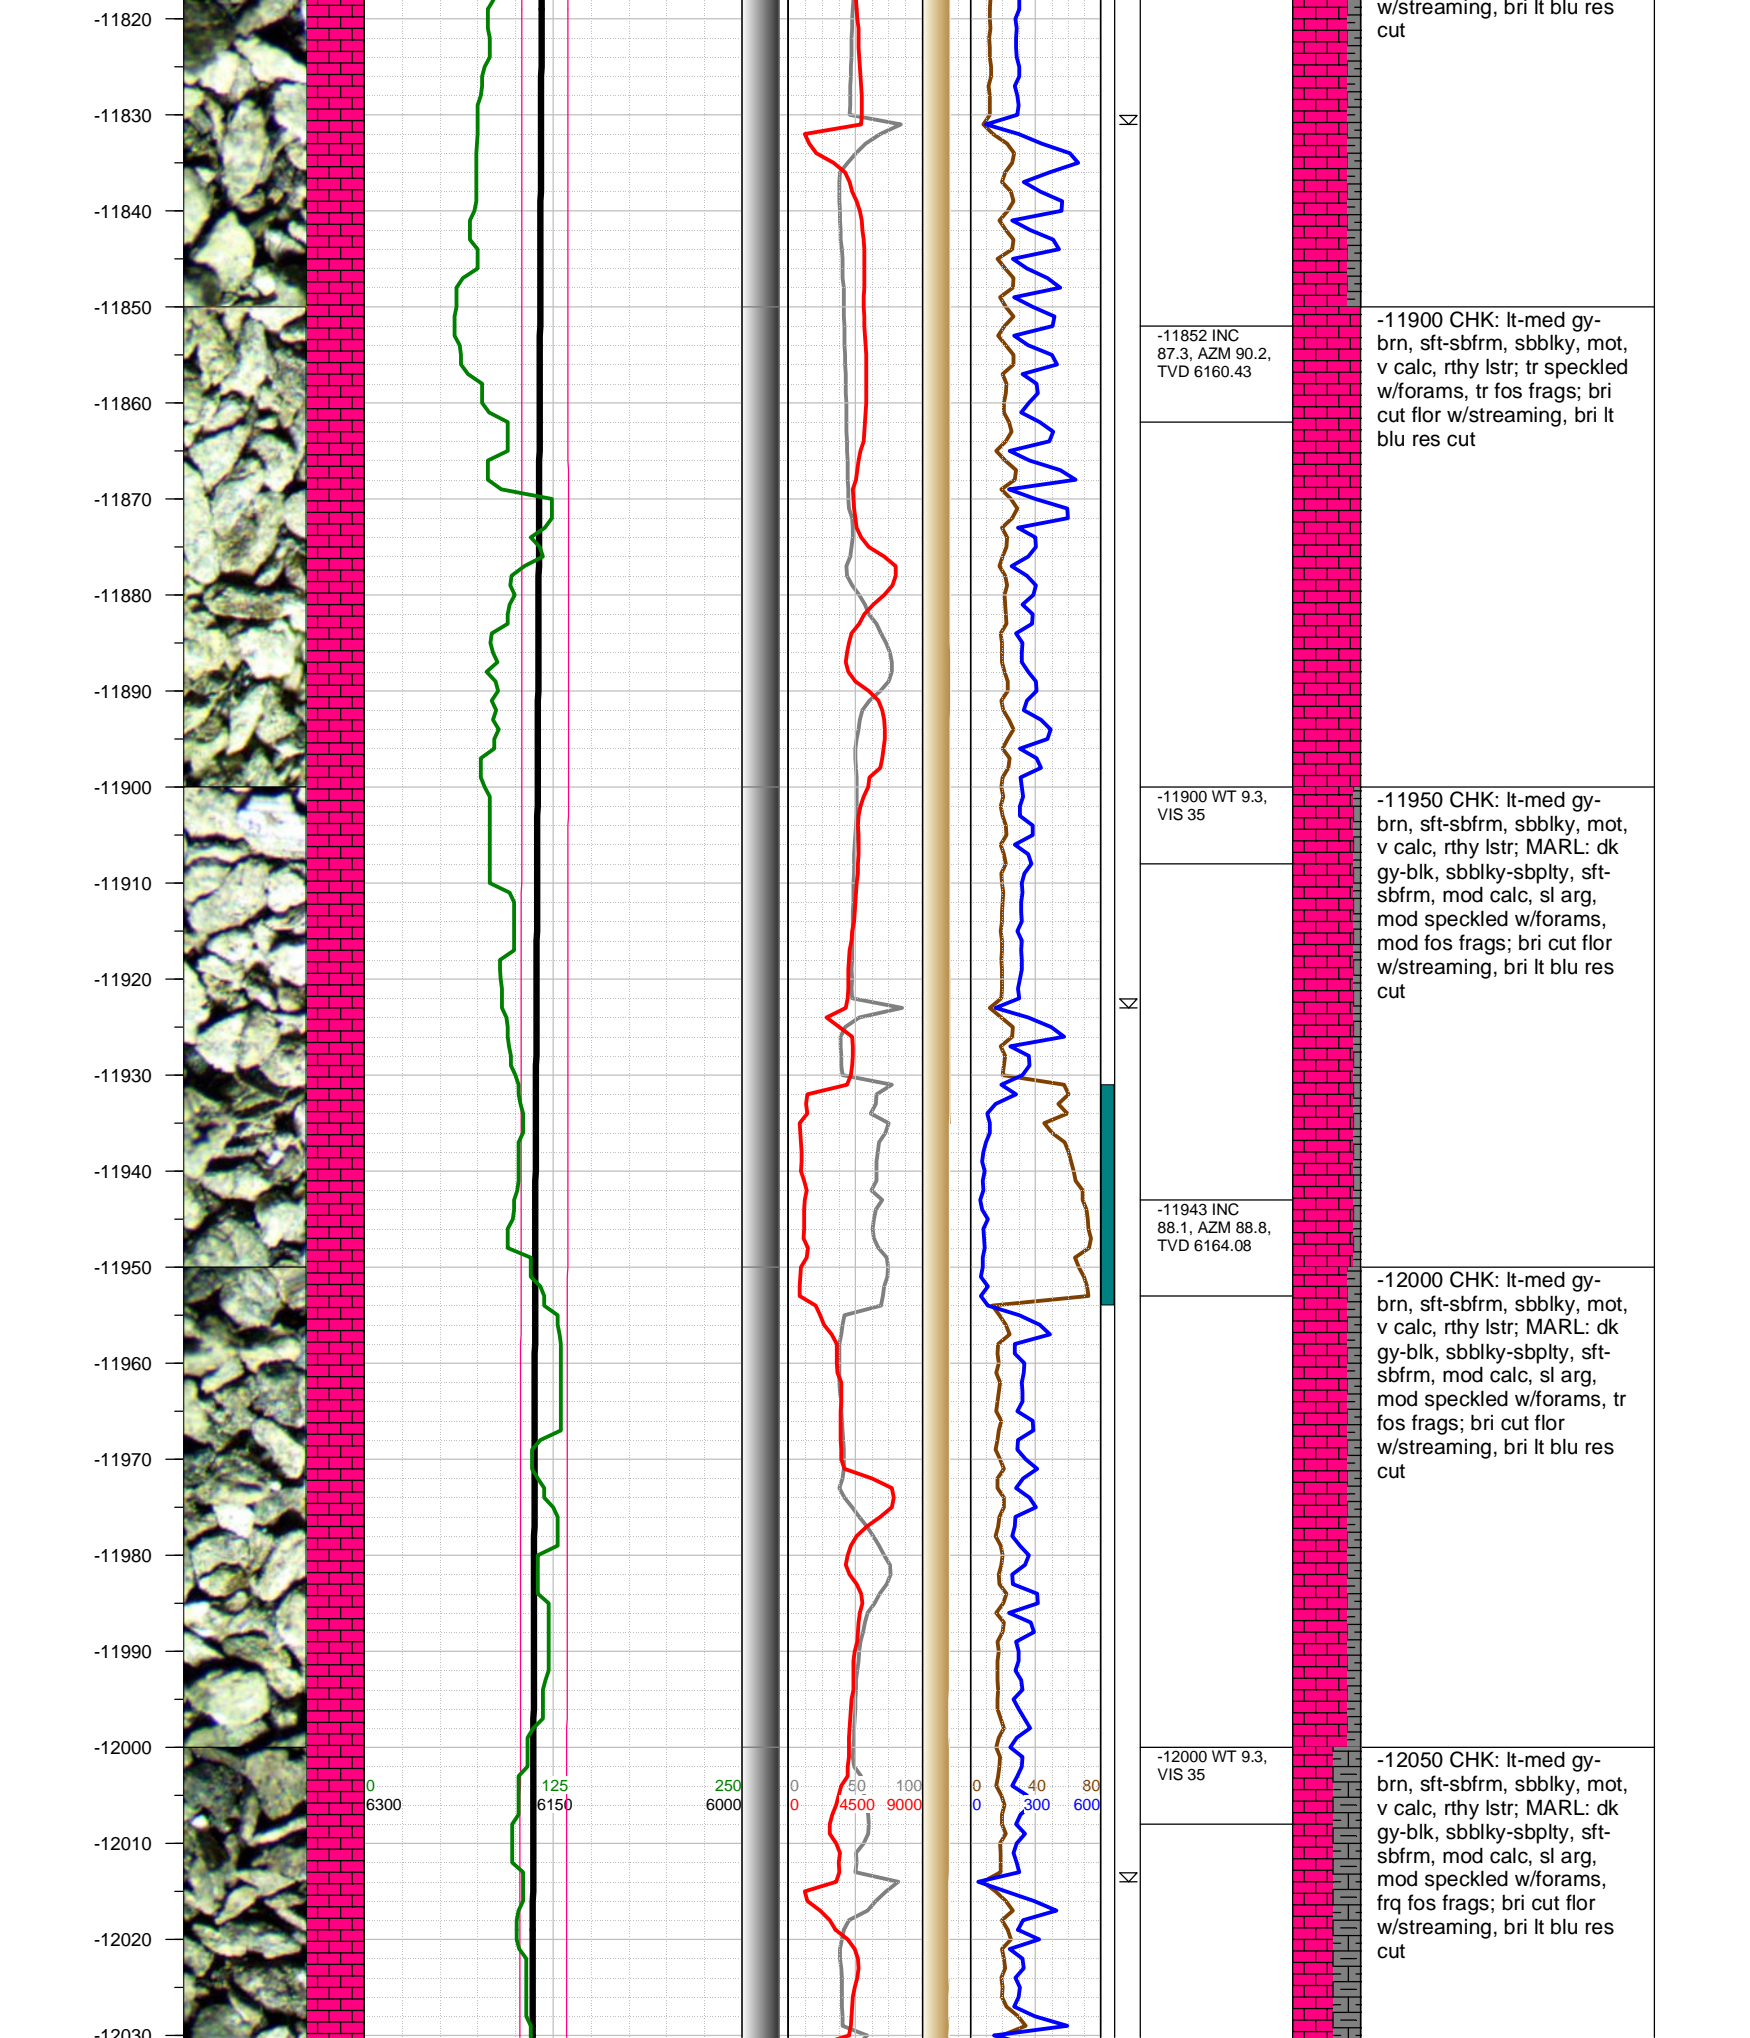 w/streaming, bri lt blu res
cut
-11820
-11830
-11840
-11850
-11852 INC
87.3, AZM 90.2,
TVD 6160.43
-11900 CHK: lt-med gy-
brn, sft-sbfrm, sbblky, mot,
v calc, rthy lstr; tr speckled
w/forams, tr fos frags; bri
cut flor w/streaming, bri lt
blu res cut
-11860
-11870
-11880
-11890
-11900
-11900 WT 9.3,
VIS 35
-11950 CHK: lt-med gy-
brn, sft-sbfrm, sbblky, mot,
v calc, rthy lstr; MARL: dk
gy-blk, sbblky-sbplty, sft-
sbfrm, mod calc, sl arg,
mod speckled w/forams,
mod fos frags; bri cut flor
w/streaming, bri lt blu res
cut
-11910
-11920
-11930
-11940
-11943 INC
88.1, AZM 88.8,
TVD 6164.08
-11950
-12000 CHK: lt-med gy-
brn, sft-sbfrm, sbblky, mot,
v calc, rthy lstr; MARL: dk
gy-blk, sbblky-sbplty, sft-
sbfrm, mod calc, sl arg,
mod speckled w/forams, tr
fos frags; bri cut flor
w/streaming, bri lt blu res
cut
-11960
-11970
-11980
-11990
-12000
-12000 WT 9.3,
VIS 35
0 125 250 0 50 100 0 40 80
6300 6150 6000 0 4500 9000 0 300 600
-12050 CHK: lt-med gy-
brn, sft-sbfrm, sbblky, mot,
v calc, rthy lstr; MARL: dk
gy-blk, sbblky-sbplty, sft-
sbfrm, mod calc, sl arg,
mod speckled w/forams,
frq fos frags; bri cut flor
w/streaming, bri lt blu res
cut
-12010
-12020
-12030